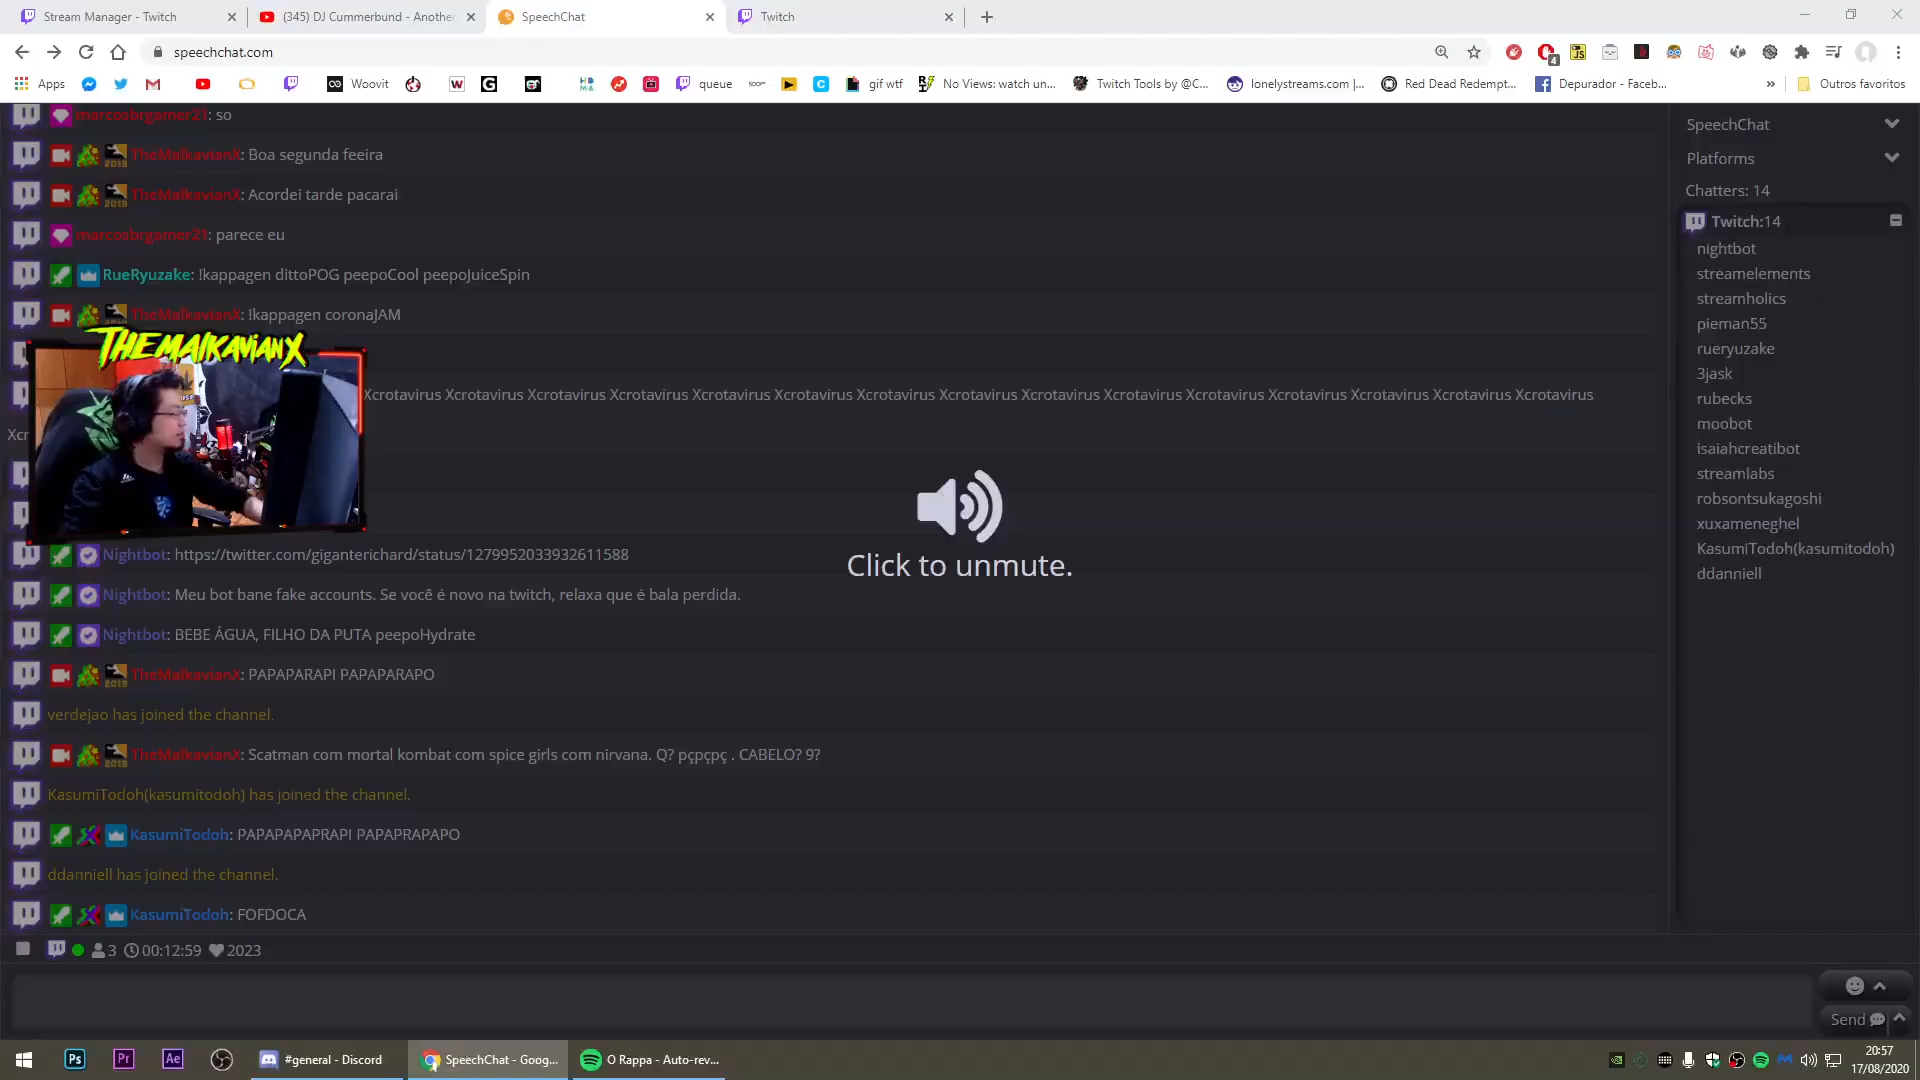 Stream Manager - Twitch
(345) DJ Cummerbund - Anothe
SpeechChat
Twitch
speechchat.com
Apps
Woovit
queue
gif wtf
No Views: watch un...
Twitch Tools by @C...
lonelystreams.com |...
Red Dead Redempt...
Depurador - Faceb...
Outros favoritos
marcosbrgamer21: so
TheMalkavianX: Boa segunda feeira
TheMalkavianX: Acordei tarde pacarai
marcosbrgamer21: parece eu
RueRyuzake: !kappagen dittoPOG peepoCool peepoJuiceSpin
TheMalkavianX: !kappagen coronaJAM
THEMALKAVIANX
Xcrotavirus Xcrotavirus Xcrotavirus Xcrotavirus Xcrotavirus Xcrotavirus Xcrotavirus Xcrotavirus Xcrotavirus Xcrotavirus Xcrotavirus Xcrotavirus Xcrotavirus Xcrotavirus Xcrotavirus
Xcr
Nightbot: https://twitter.com/giganterichard/status/1279952033932611588
Nightbot: Meu bot bane fake accounts. Se você é novo na twitch, relaxa que é bala perdida.
Nightbot: BEBE ÁGUA, FILHO DA PUTA peepoHydrate
TheMalkavianX: PAPAPARAPI PAPAPARAPO
verdejao has joined the channel.
TheMalkavianX: Scatman com mortal kombat com spice girls com nirvana. Q? pçpçpç . CABELO? 9?
KasumiTodoh(kasumitodoh) has joined the channel.
KasumiTodoh: PAPAPAPAPRAPI PAPAPRAPAPO
ddanniell has joined the channel.
KasumiTodoh: FOFDOCA
Click to unmute.
3 00:12:59 2023
SpeechChat
Platforms
Chatters: 14
Twitch:14
nightbot
streamelements
streamholics
pieman55
rueryuzake
3jask
rubecks
moobot
isaiahcreatibot
streamlabs
robsontsukagoshi
xuxameneghel
KasumiTodoh(kasumitodoh)
ddanniell
Send
Ps
Pr
Ae
#general - Discord
SpeechChat - Goog...
O Rappa - Auto-rev...
20:57
17/08/2020